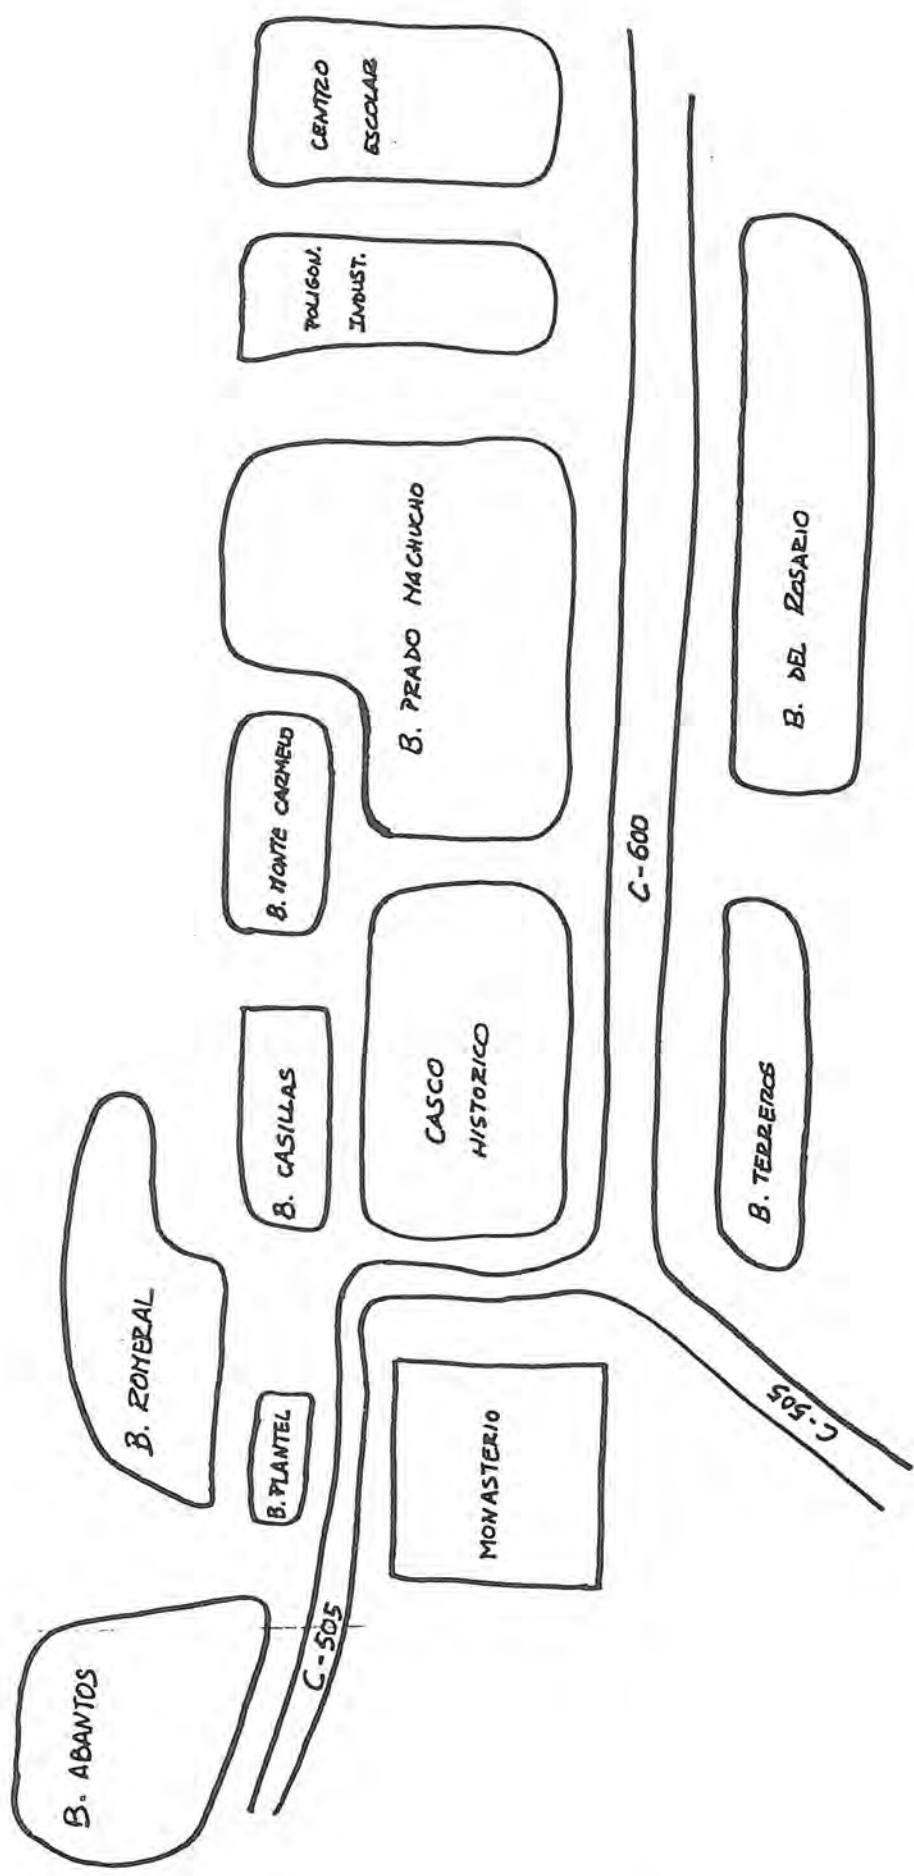 B. ABANTOS
B. ROMERAL
B. PLANTEL
B. CASILLAS
B. MONTE CARMELO
POLIGON.
INDUST.
CENTRO
ESCOLAR
C-505
MONASTERIO
CASCO
HISTORICO
B. PRADO MACHUCHO
C-600
C-505
B. TERREROS
B. DEL ROSARIO